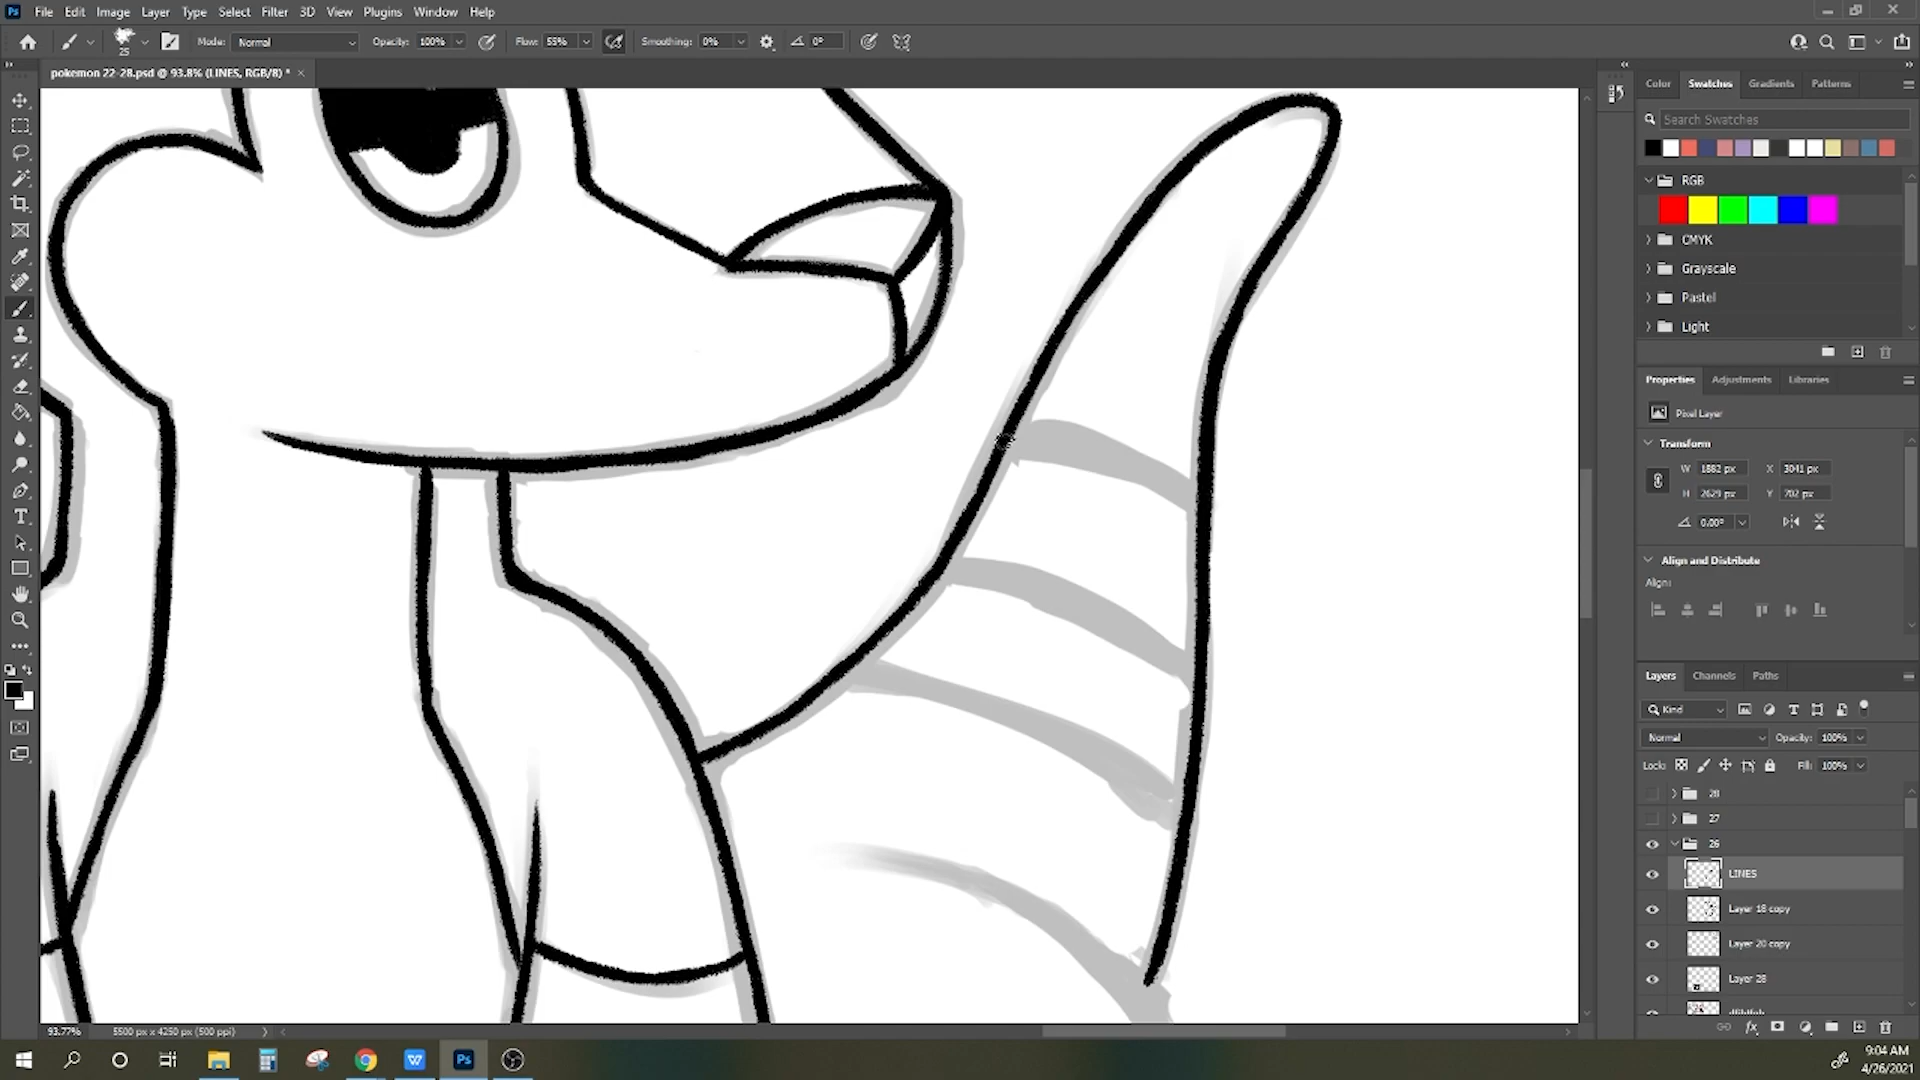 Ps File Edit Image Layer Type Select Filter 3D View Plugins Window Help
25 Mode: Normal Opacity: 100% Flow: 55% Smoothing: 0% 0°
pokemon 22-28.psd @ 93.8% (LINES, RGB/8) *
Color Swatches Gradients Patterns
Search Swatches
RGB
CMYK
Grayscale
Pastel
Light
Properties Adjustments Libraries
Pixel Layer
Transform
W 1882 px X 3041 px
H 2629 px Y 702 px
0.00°
Align and Distribute
Align:
Layers Channels Paths
Kind
Normal Opacity: 100%
Lock: Fill: 100%
28
27
26
LINES
Layer 18 copy
Layer 20 copy
Layer 28
93.77% 5500 px x 4250 px (500 ppi)
9:04 AM
4/26/2021